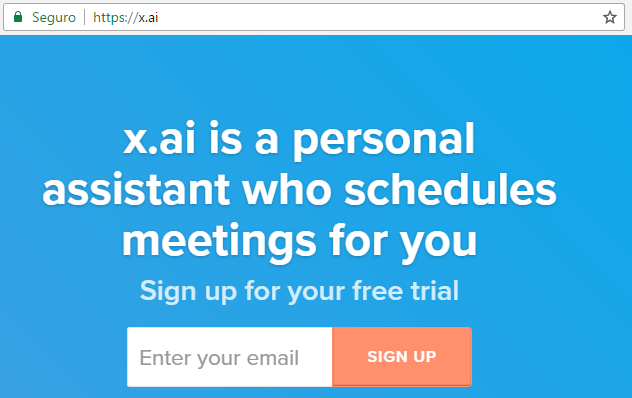 Seguro https://x.ai
x.ai is a personal
assistant who schedules
meetings for you
Sign up for your free trial
Enter your email SIGN UP